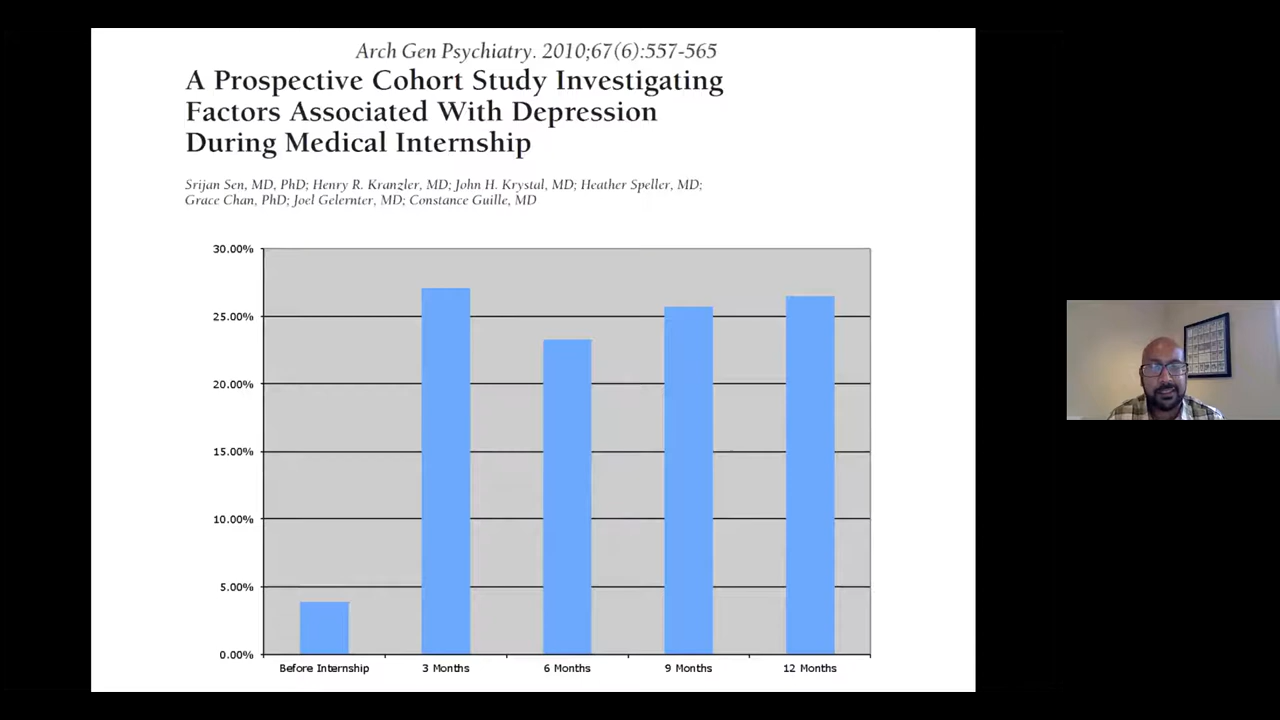 Arch Gen Psychiatry. 2010;67(6):557-565
A Prospective Cohort Study Investigating
Factors Associated With Depression
During Medical Internship
Srijan Sen, MD, PhD; Henry R. Kranzler, MD; John H. Krystal, MD; Heather Speller, MD;
Grace Chan, PhD; Joel Gelernter, MD; Constance Guille, MD
30.00%
25.00%
20.00%
15.00%
10.00%
5.00%
0.00%
Before Internship 3 Months 6 Months 9 Months 12 Months